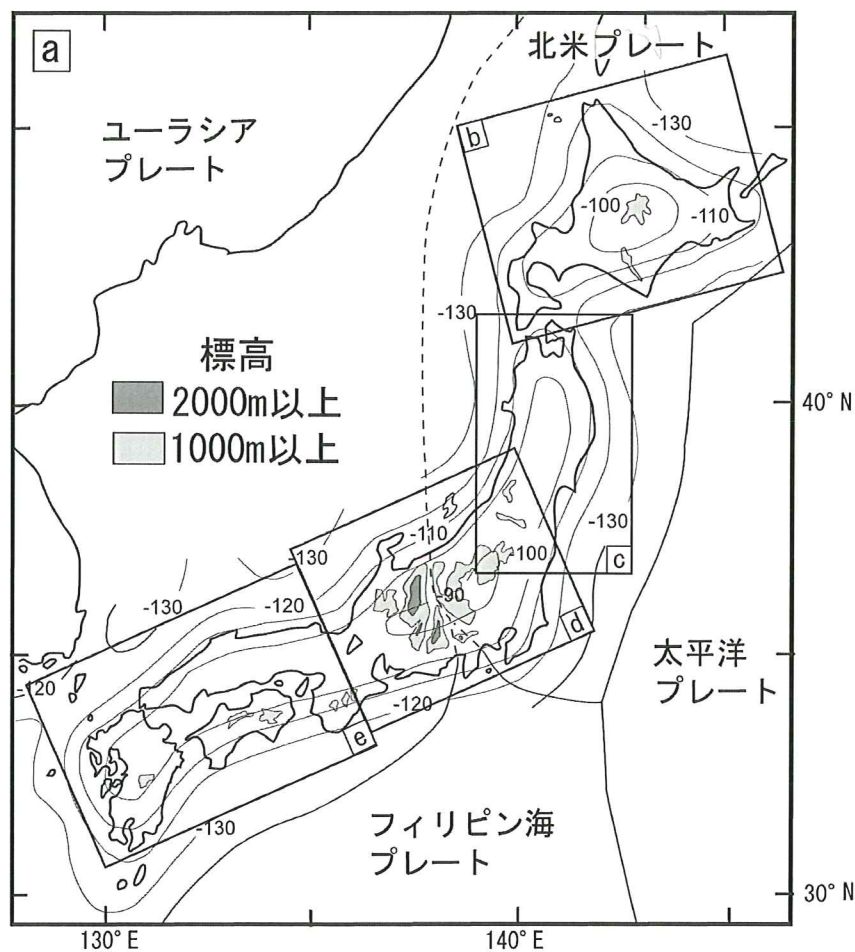 a
北米プレート
ユーラシア
プレート
b
-130
-100
-110
-130
標高
2000m以上
1000m以上
40°N
-110
-130
-130
-100
c
-130
-120
-90
d
太平洋
プレート
-120
-120
e
-130
フィリピン海
プレート
30°N
130°E
140°E